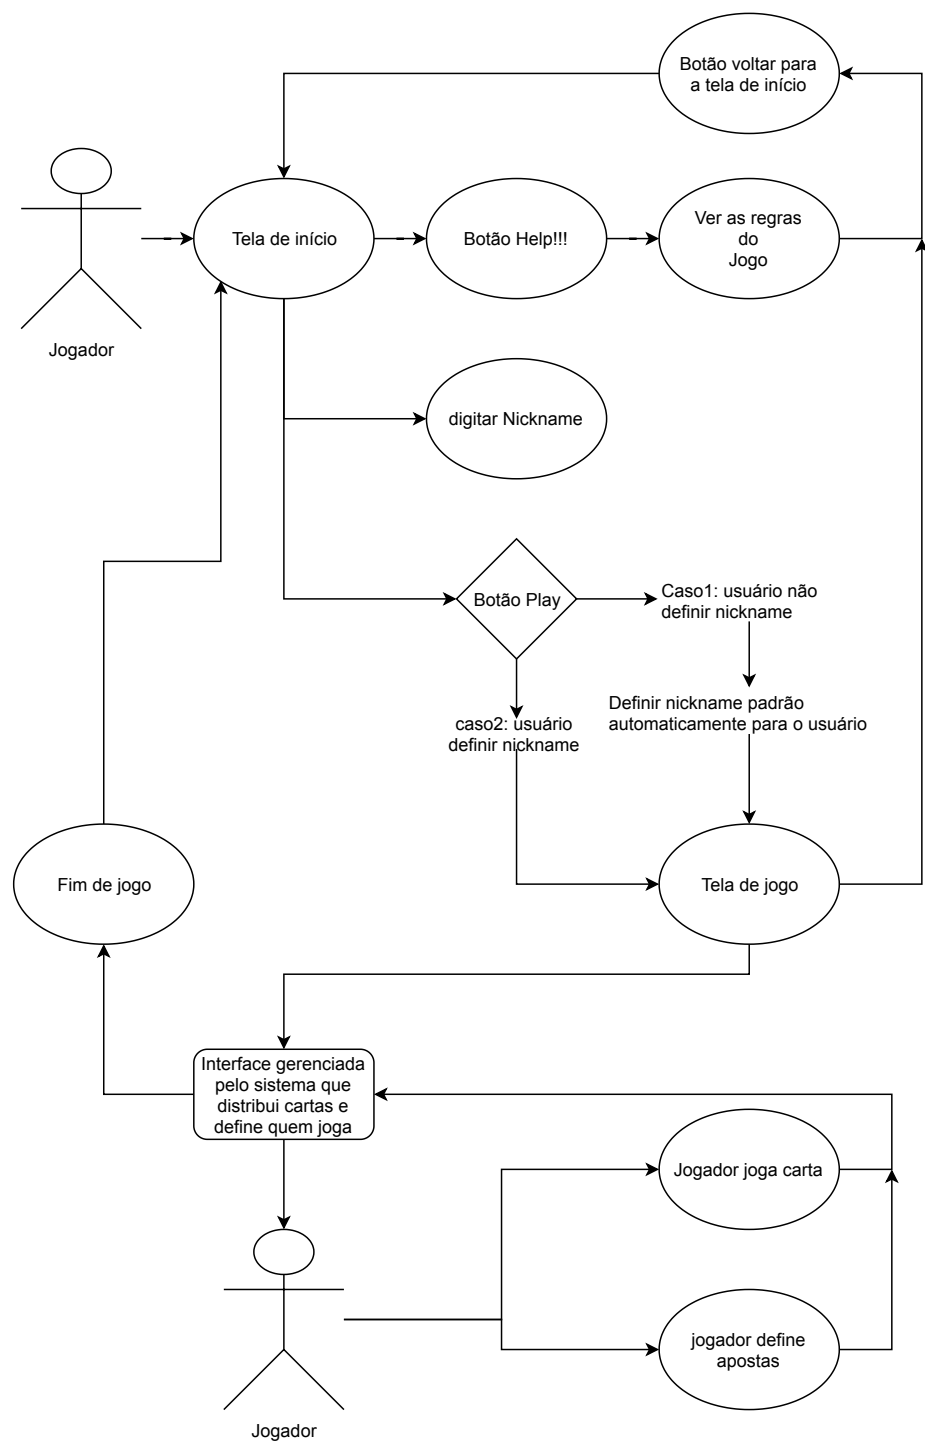 Botão voltar para
a tela de início
Jogador
Tela de início
Botão Help!!!
Ver as regras
do
Jogo
digitar Nickname
Botão Play
Caso1: usuário não
definir nickname
caso2: usuário
definir nickname
Definir nickname padrão
automaticamente para o usuário
Fim de jogo
Tela de jogo
Interface gerenciada
pelo sistema que
distribui cartas e
define quem joga
Jogador joga carta
jogador define
apostas
Jogador